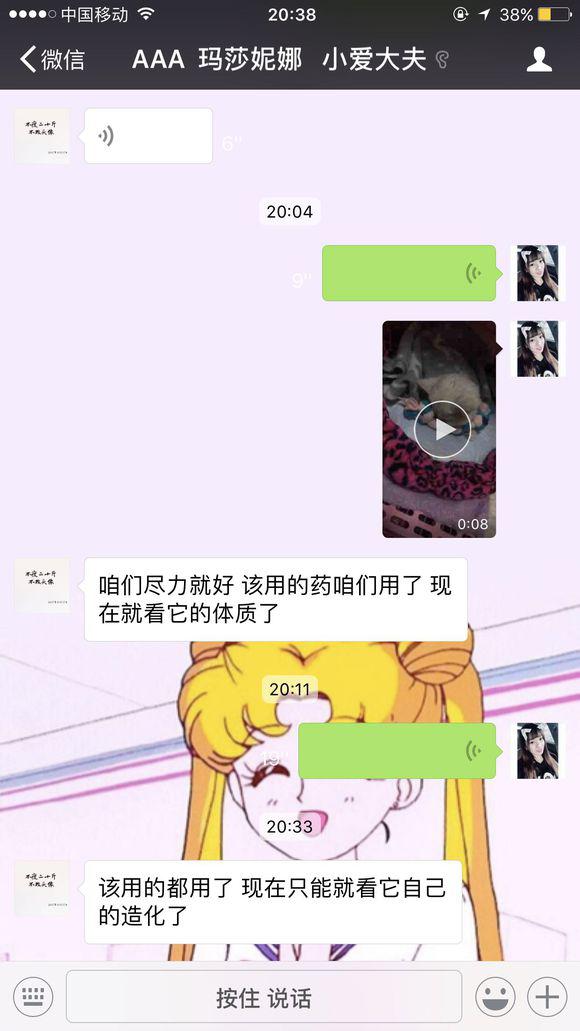 中国移动
20:38
38%
微信
AAA 玛莎妮娜 小爱大夫
6"
20:04
9"
0:08
咱们尽力就好 该用的药咱们用了 现
在就看它的体质了
20:11
19"
20:33
该用的都用了 现在只能就看它自己
的造化了
按住 说话